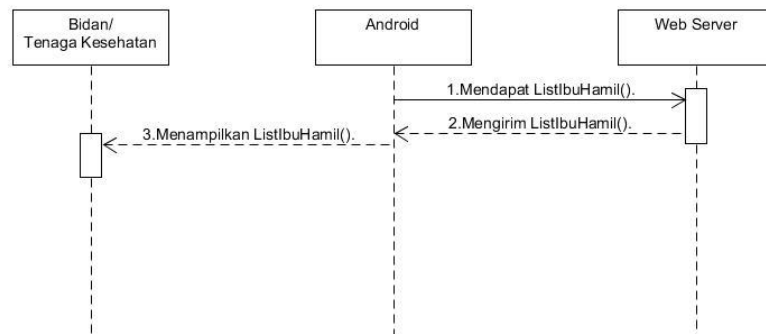 Bidan/
Tenaga Kesehatan
Android
Web Server
1.Mendapat ListIbuHamil().
2.Mengirim ListIbuHamil().
3.Menampilkan ListIbuHamil().